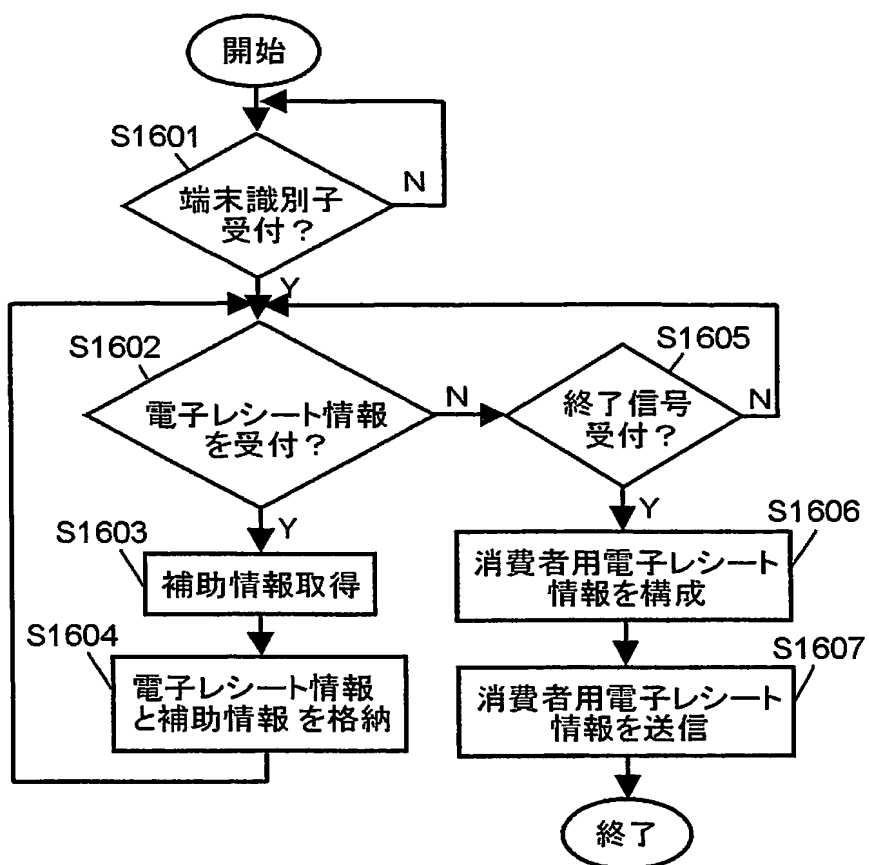 開始
S1601
端末識別子
受付？
N
Y
S1602
電子レシート情報
を受付？
N
S1605
終了信号
受付？
N
Y
S1603
補助情報取得
Y
S1606
消費者用電子レシート
情報を構成
S1604
電子レシート情報
と補助情報 を格納
S1607
消費者用電子レシート
情報を送信
終了